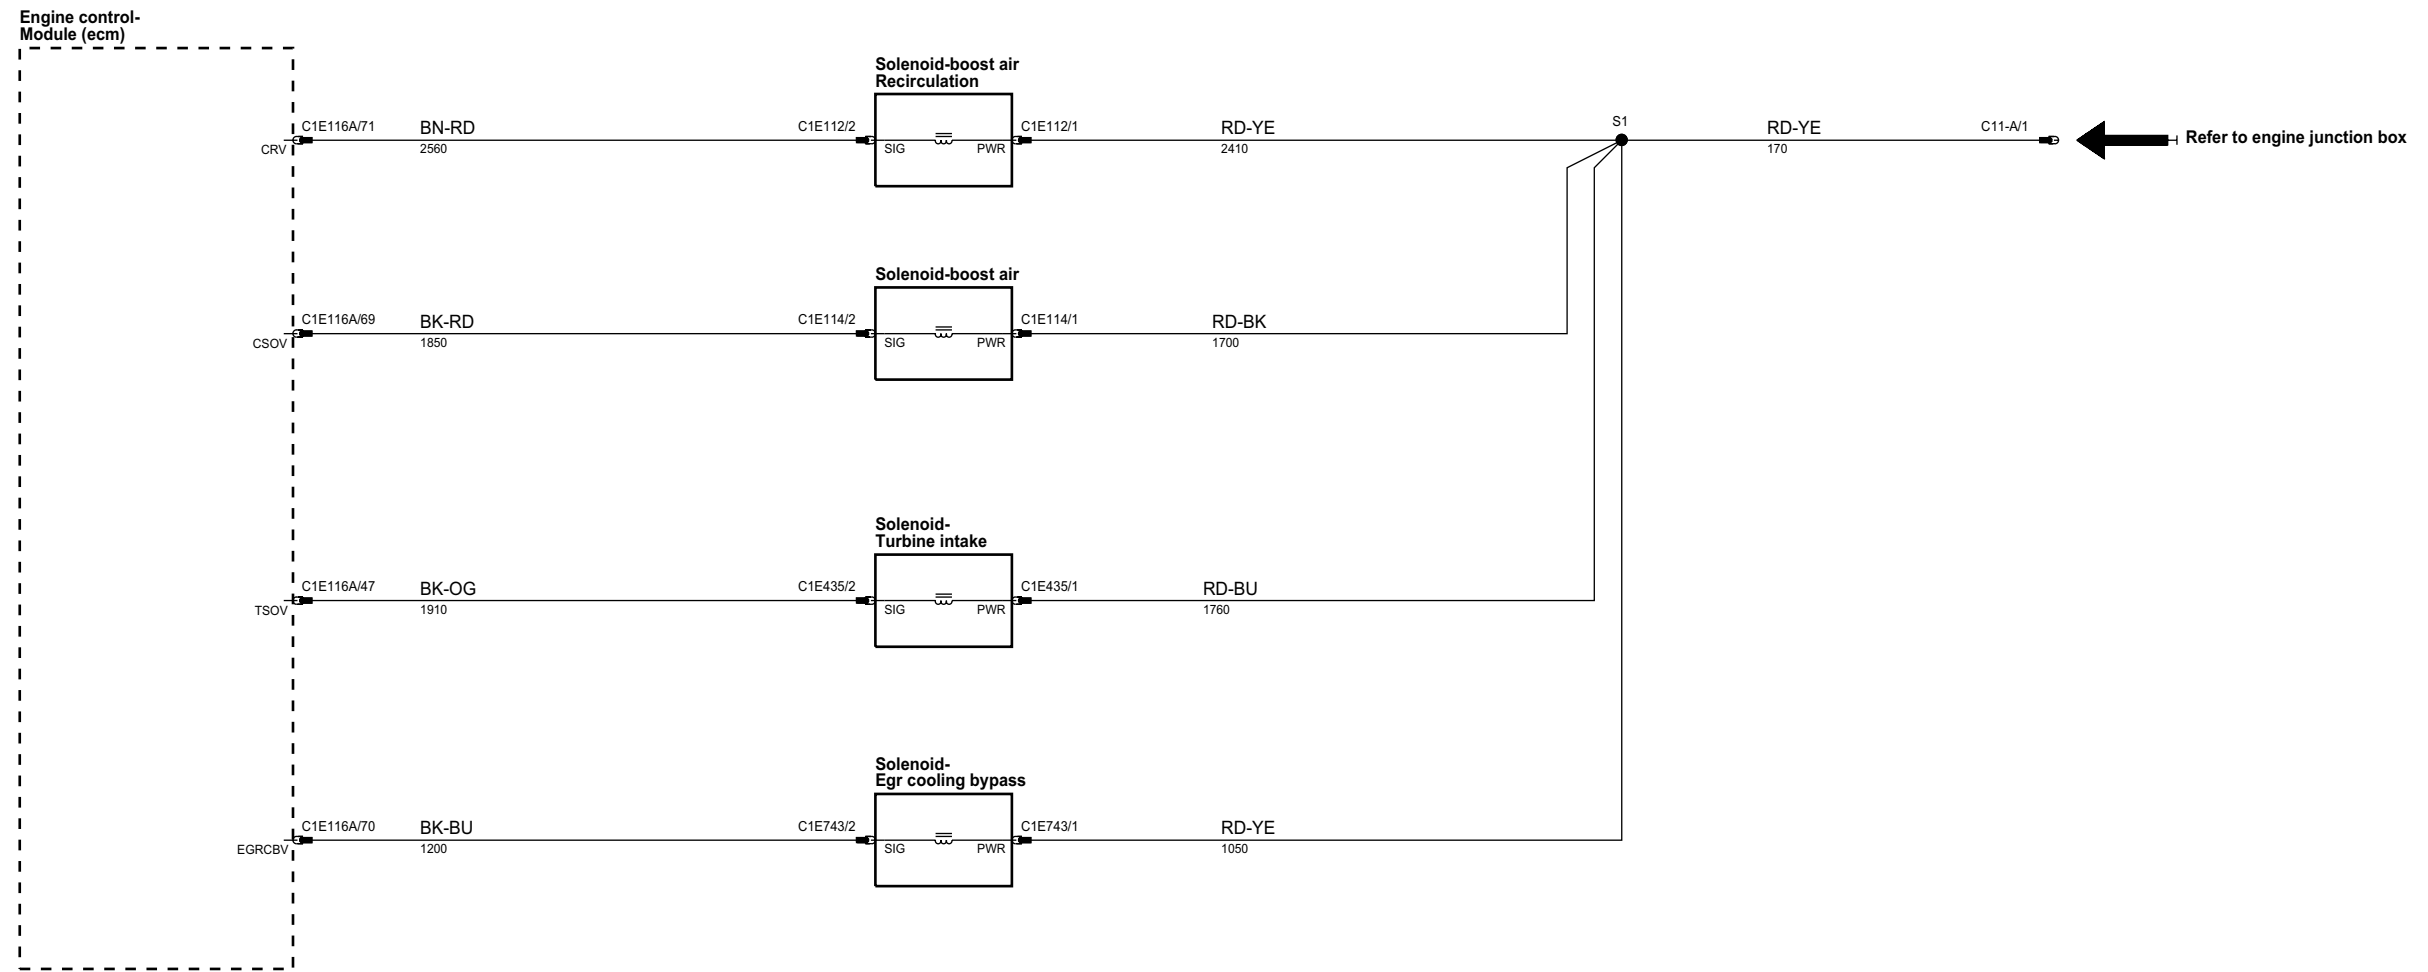 Engine control-
Module (ecm)
Solenoid-boost air
Recirculation
C1E116A/71 BN-RD C1E112/2 C1E112/1 RD-YE S1 RD-YE C11-A/1 Refer to engine junction box
CRV 2560 SIG PWR 2410 170
Solenoid-boost air
C1E116A/69 BK-RD C1E114/2 C1E114/1 RD-BK
CSOV 1850 SIG PWR 1700
Solenoid-
Turbine intake
C1E116A/47 BK-OG C1E435/2 C1E435/1 RD-BU
TSOV 1910 SIG PWR 1760
Solenoid-
Egr cooling bypass
C1E116A/70 BK-BU C1E743/2 C1E743/1 RD-YE
EGRCBV 1200 SIG PWR 1050